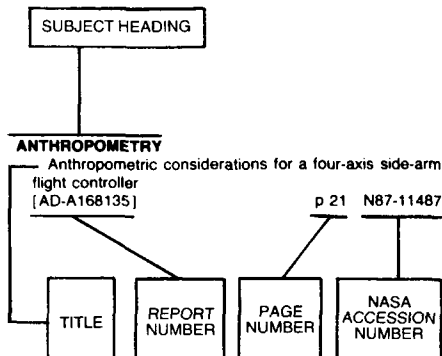 SUBJECT HEADING
ANTHROPOMETRY
Anthropometric considerations for a four-axis side-arm
flight controller
[AD-A168135] p 21 N87-11487
TITLE
REPORT
NUMBER
PAGE
NUMBER
NASA
ACCESSION
NUMBER